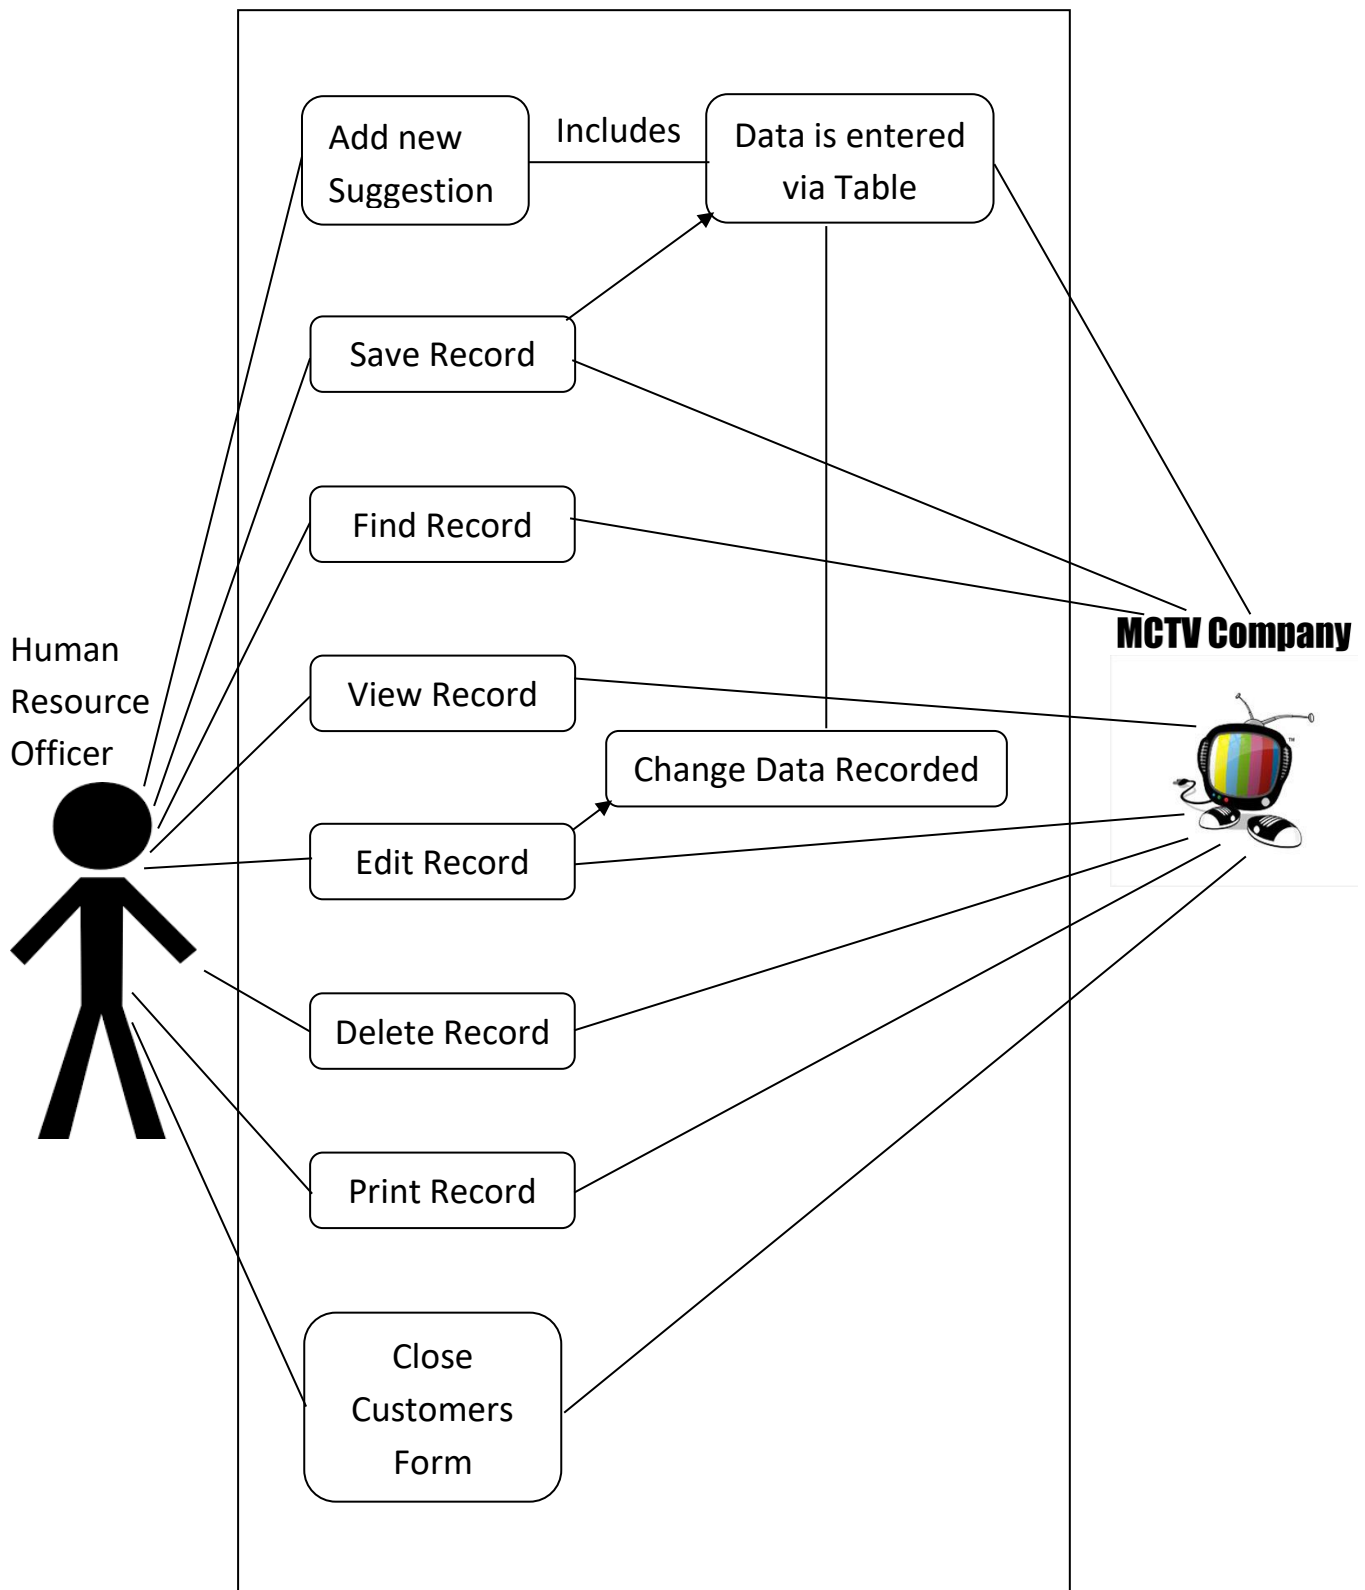 Add new
Suggestion
Includes
Data is entered
via Table
Save Record
Find Record
MCTV Company
Human
Resource
Officer
View Record
TM
Change Data Recorded
Edit Record
Delete Record
Print Record
Close
Customers
Form